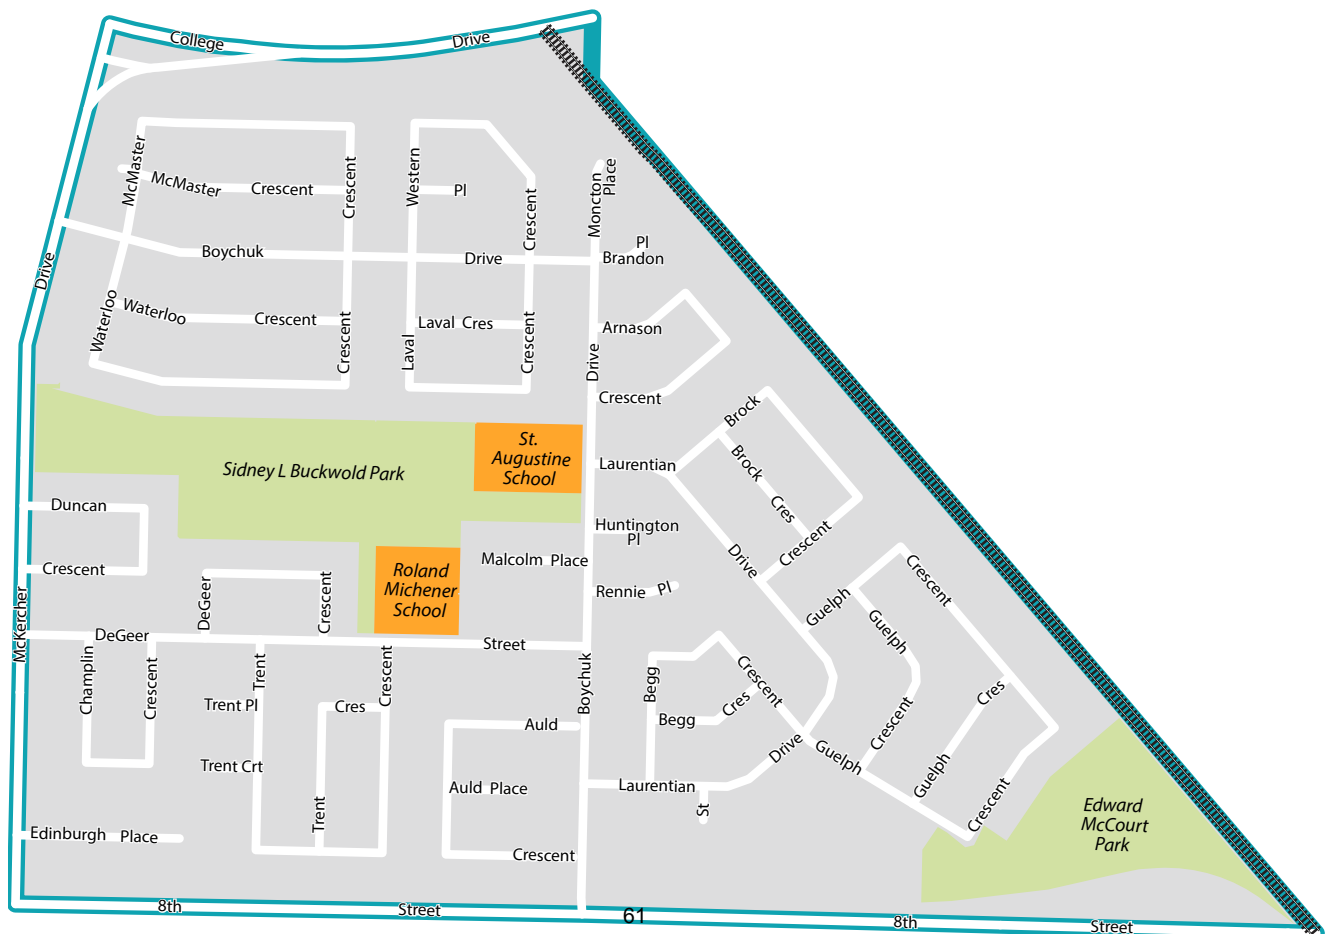 College
Drive
McMaster
McMaster
Crescent
Crescent
Western
Pl
Crescent
Moncton
Place
Drive
Boychuk
Drive
Brandon
Pl
Waterloo
Waterloo
Crescent
Crescent
Laval
Laval Cres
Crescent
Drive
Arnason
Crescent
Sidney L Buckwold Park
St.
Augustine
School
Laurentian
Brock
Brock
Cres
Crescent
Duncan
Crescent
Huntington
Pl
Malcolm Place
Rennie Pl
Roland
Michener
School
Drive
Guelph
Crescent
Guelph
Crescent
McKercher
DeGeer
Crescent
DeGeer
Street
Champlin
Crescent
Trent
Crescent
Trent Pl
Cres
Trent Crt
Trent
Boychuk
Begg
Crescent
Begg
Cres
Auld
Auld Place
Crescent
Laurentian
Drive
St
Guelph
Guelph
Cres
Crescent
Edward
McCourt
Park
Edinburgh Place
8th
Street
61
8th
Street